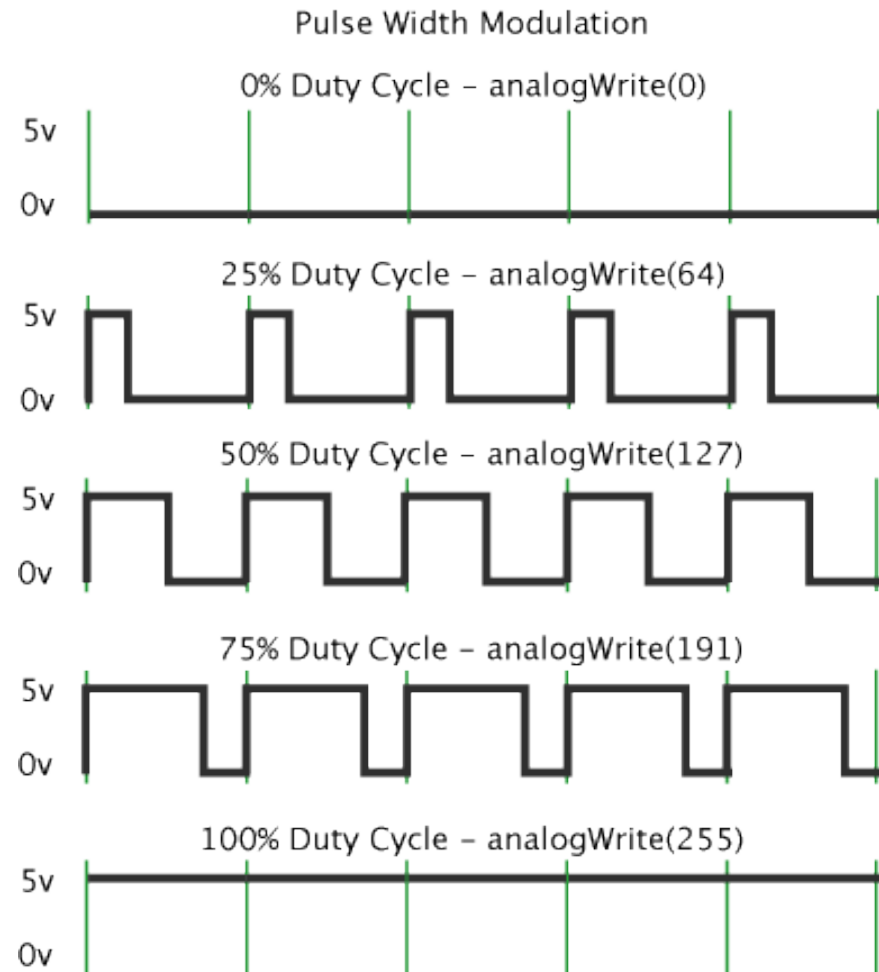 Pulse Width Modulation
0% Duty Cycle – analogWrite(0)
5v
0v
25% Duty Cycle – analogWrite(64)
5v
0v
50% Duty Cycle – analogWrite(127)
5v
0v
75% Duty Cycle – analogWrite(191)
5v
0v
100% Duty Cycle – analogWrite(255)
5v
0v